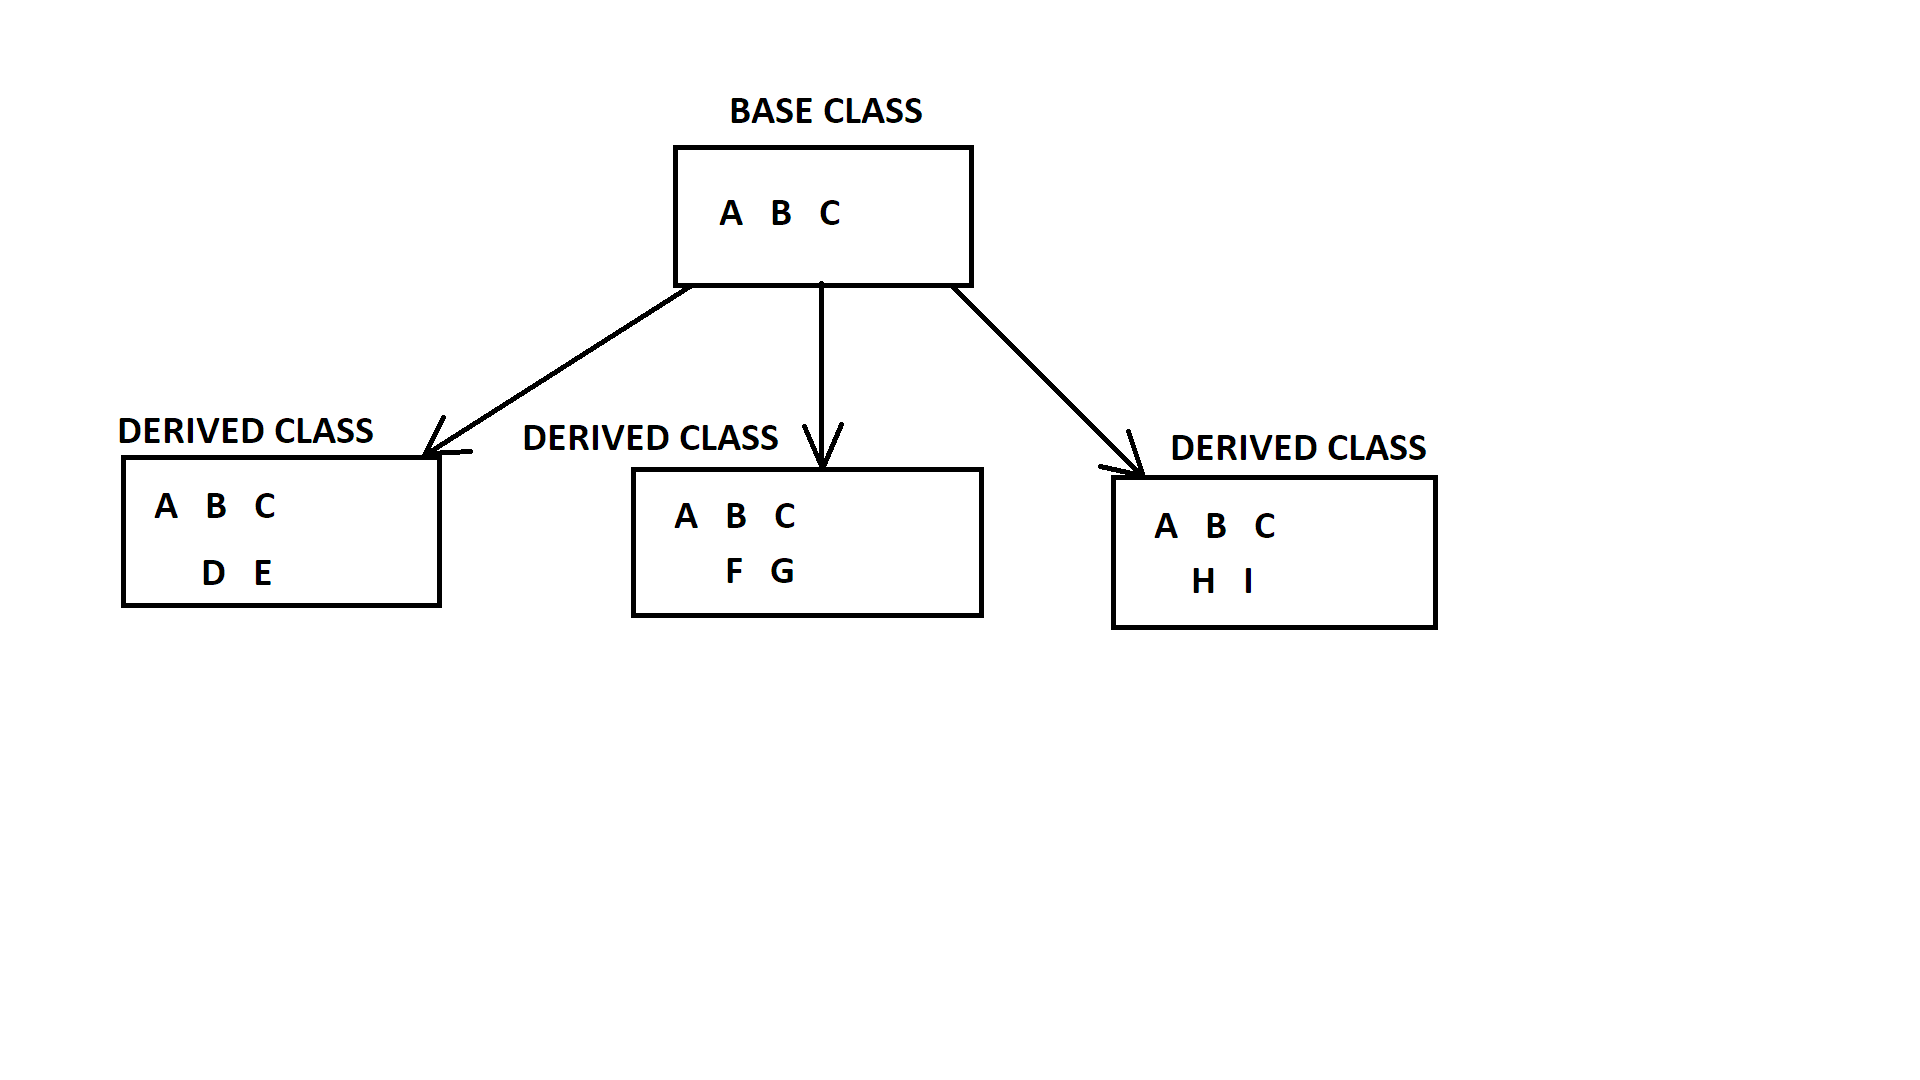 BASE CLASS
A B C
DERIVED CLASS
A B C
D E
DERIVED CLASS
A B C
F G
DERIVED CLASS
A B C
H I